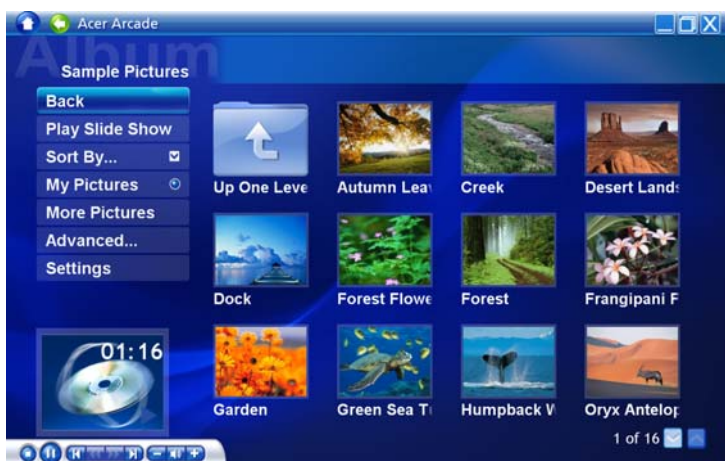 Acer Arcade
Album
Sample Pictures
Back
Play Slide Show
Sort By...
My Pictures
More Pictures
Advanced...
Settings
Up One Leve
Autumn Leav
Creek
Desert Lands
Dock
Forest Flowe
Forest
Frangipani F
Garden
Green Sea T
Humpback W
Oryx Antelop
01:16
1 of 16